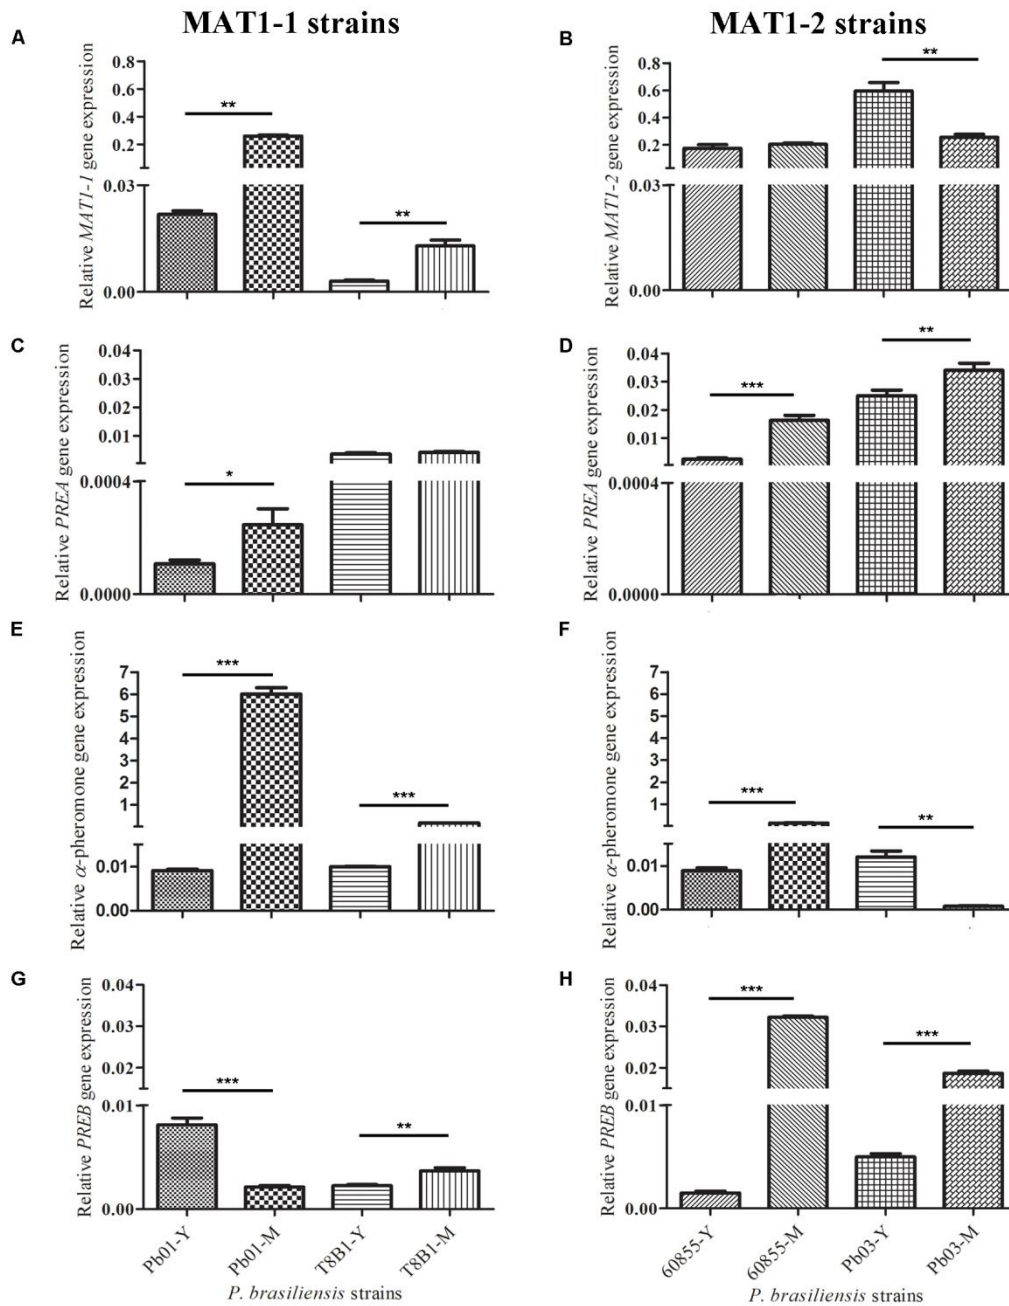 MAT1-1 strains
MAT1-2 strains
A
Relative MAT1-1 gene expression
0.8
0.6
0.4
0.2
0.03
0.00
**
**
B
Relative MAT1-2 gene expression
0.8
0.6
0.4
0.2
0.03
0.00
**
C
Relative PREA gene expression
0.04
0.03
0.02
0.01
0.0004
0.0000
*
D
Relative PREA gene expression
0.04
0.03
0.02
0.01
0.0004
0.0000
***
**
E
Relative α-pheromone gene expression
7
6
5
4
3
2
1
0.01
0.00
***
***
F
Relative α-pheromone gene expression
7
6
5
4
3
2
1
0.01
0.00
***
**
G
Relative PREB gene expression
0.04
0.03
0.02
0.01
0.00
***
**
Pb01-Y
Pb01-M
T8B1-Y
T8B1-M
P. brasiliensis strains
H
Relative PREB gene expression
0.04
0.03
0.02
0.01
0.00
***
***
60855-Y
60855-M
Pb03-Y
Pb03-M
P. brasiliensis strains